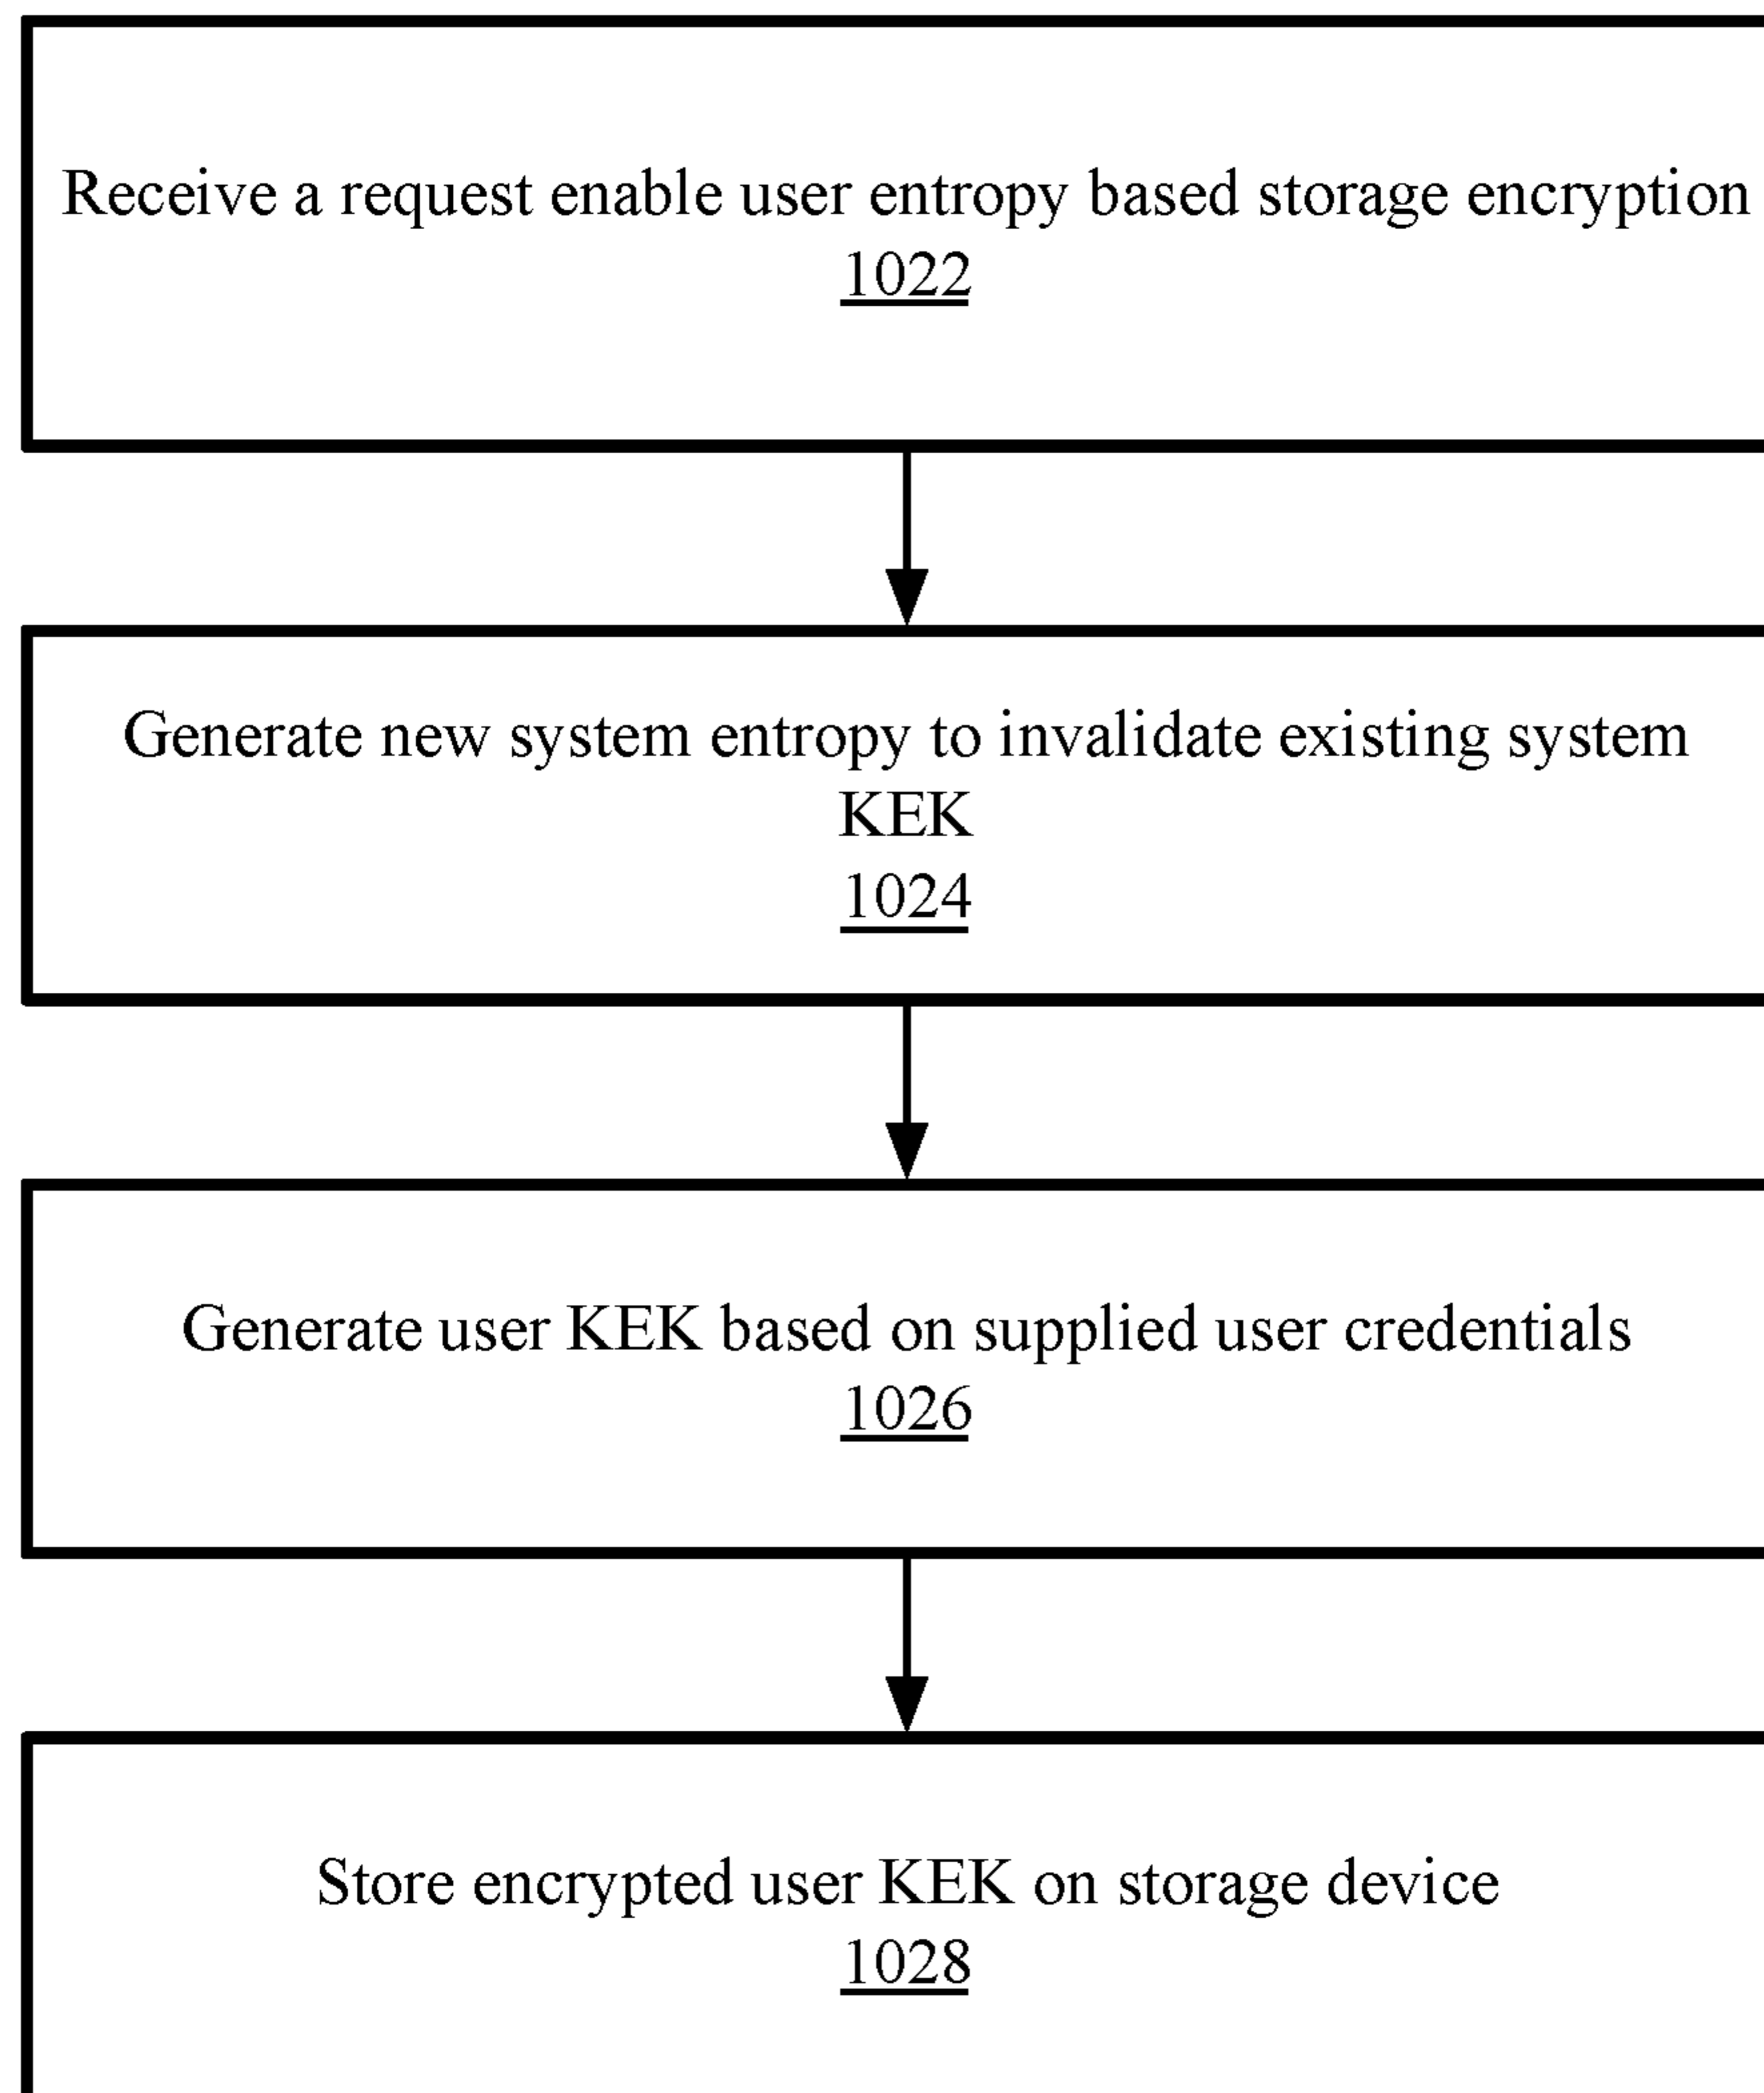 Receive a request enable user entropy based storage encryption
1022
Generate new system entropy to invalidate existing system
KEK
1024
Generate user KEK based on supplied user credentials
1026
Store encrypted user KEK on storage device
1028